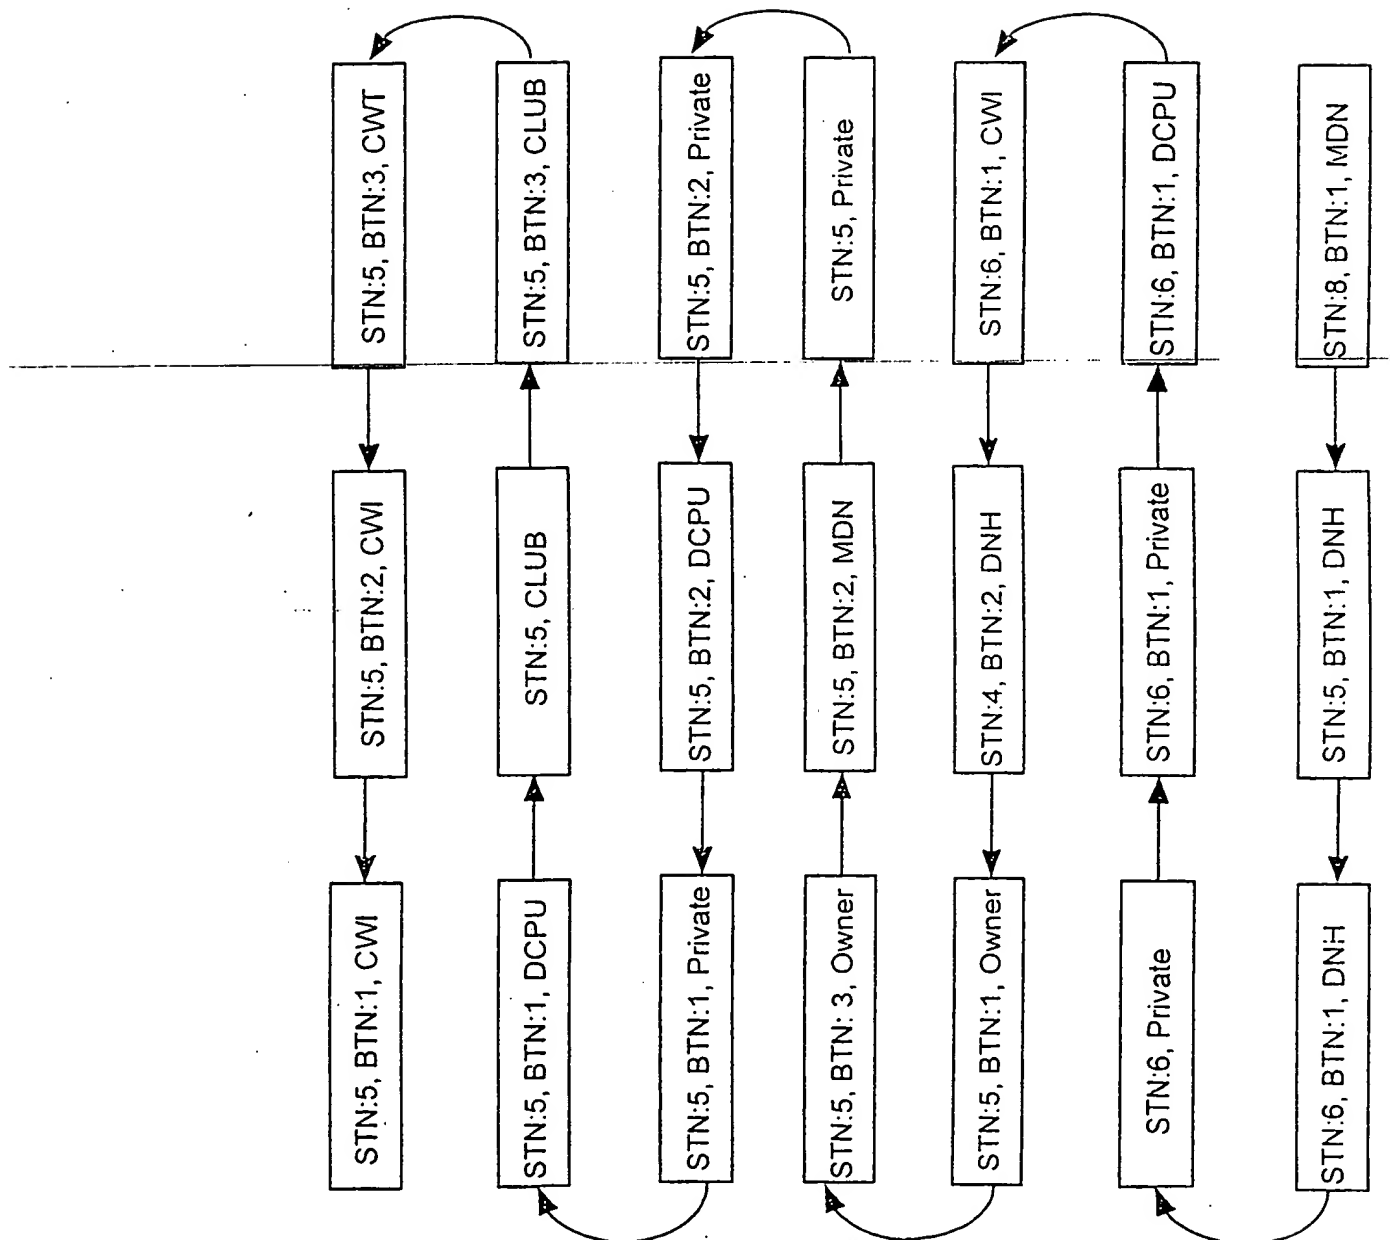 STN:5, BTN:1, CWI
STN:5, BTN:2, CWI
STN:5, BTN:3, CWT
STN:5, BTN:1, DCPU
STN:5, CLUB
STN:5, BTN:3, CLUB
STN:5, BTN:1, Private
STN:5, BTN:2, DCPU
STN:5, BTN:2, Private
STN:5, BTN: 3, Owner
STN:5, BTN:2, MDN
STN:5, Private
STN:5, BTN:1, Owner
STN:4, BTN:2, DNH
STN:6, BTN:1, CWI
STN:6, Private
STN:6, BTN:1, Private
STN:6, BTN:1, DCPU
STN:6, BTN:1, DNH
STN:5, BTN:1, DNH
STN:8, BTN:1, MDN